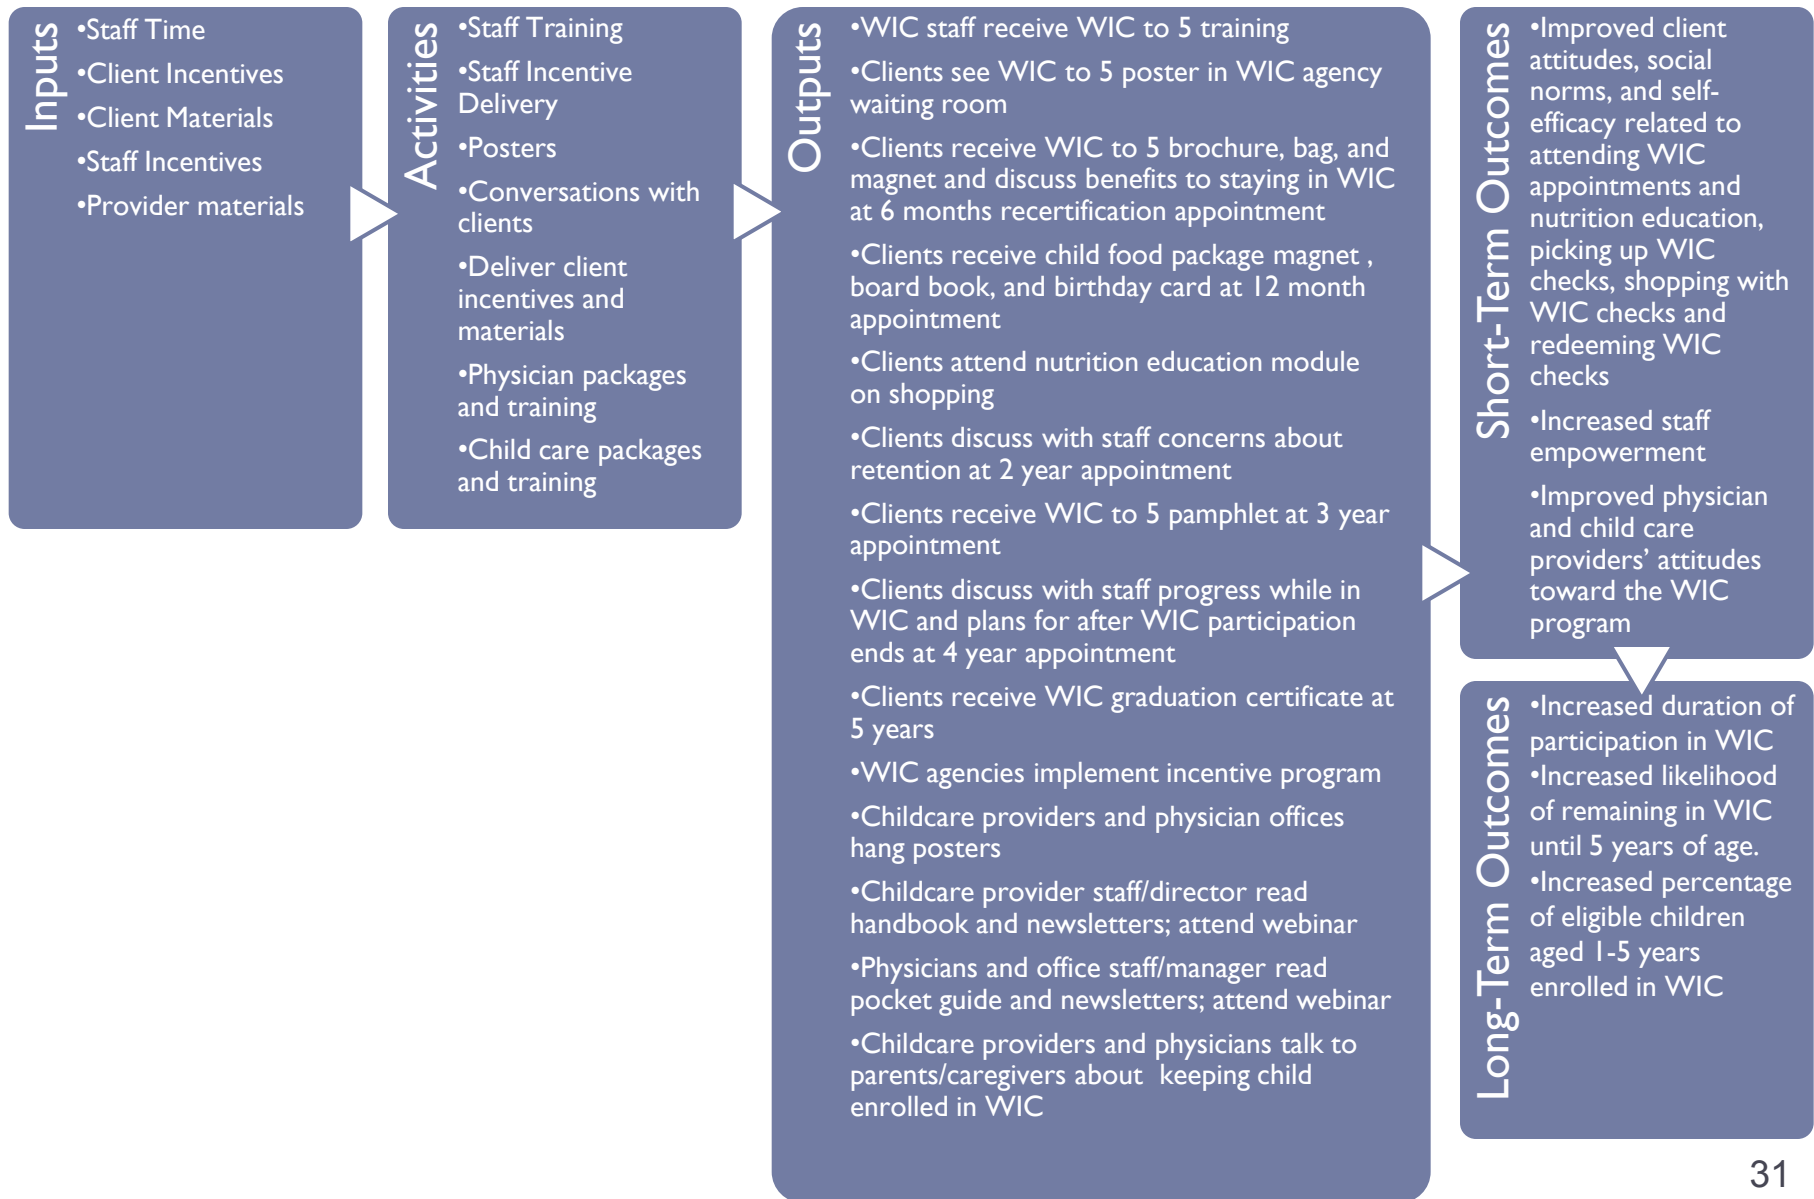 Inputs
•Staff Time
•Client Incentives
•Client Materials
•Staff Incentives
•Provider materials
Activities
•Staff Training
•Staff Incentive
Delivery
•Posters
•Conversations with
clients
•Deliver client
incentives and
materials
•Physician packages
and training
•Child care packages
and training
Outputs
•WIC staff receive WIC to 5 training
•Clients see WIC to 5 poster in WIC agency
waiting room
•Clients receive WIC to 5 brochure, bag, and
magnet and discuss benefits to staying in WIC
at 6 months recertification appointment
•Clients receive child food package magnet ,
board book, and birthday card at 12 month
appointment
•Clients attend nutrition education module
on shopping
•Clients discuss with staff concerns about
retention at 2 year appointment
•Clients receive WIC to 5 pamphlet at 3 year
appointment
•Clients discuss with staff progress while in
WIC and plans for after WIC participation
ends at 4 year appointment
•Clients receive WIC graduation certificate at
5 years
•WIC agencies implement incentive program
•Childcare providers and physician offices
hang posters
•Childcare provider staff/director read
handbook and newsletters; attend webinar
•Physicians and office staff/manager read
pocket guide and newsletters; attend webinar
•Childcare providers and physicians talk to
parents/caregivers about  keeping child
enrolled in WIC
Short-Term Outcomes
•Improved client
attitudes, social
norms, and self-
efficacy related to
attending WIC
appointments and
nutrition education,
picking up WIC
checks, shopping with
WIC checks and
redeeming WIC
checks
•Increased staff
empowerment
•Improved physician
and child care
providers’ attitudes
toward the WIC
program
Long-Term Outcomes
•Increased duration of
participation in WIC
•Increased likelihood
of remaining in WIC
until 5 years of age.
•Increased percentage
of eligible children
aged 1-5 years
enrolled in WIC
31